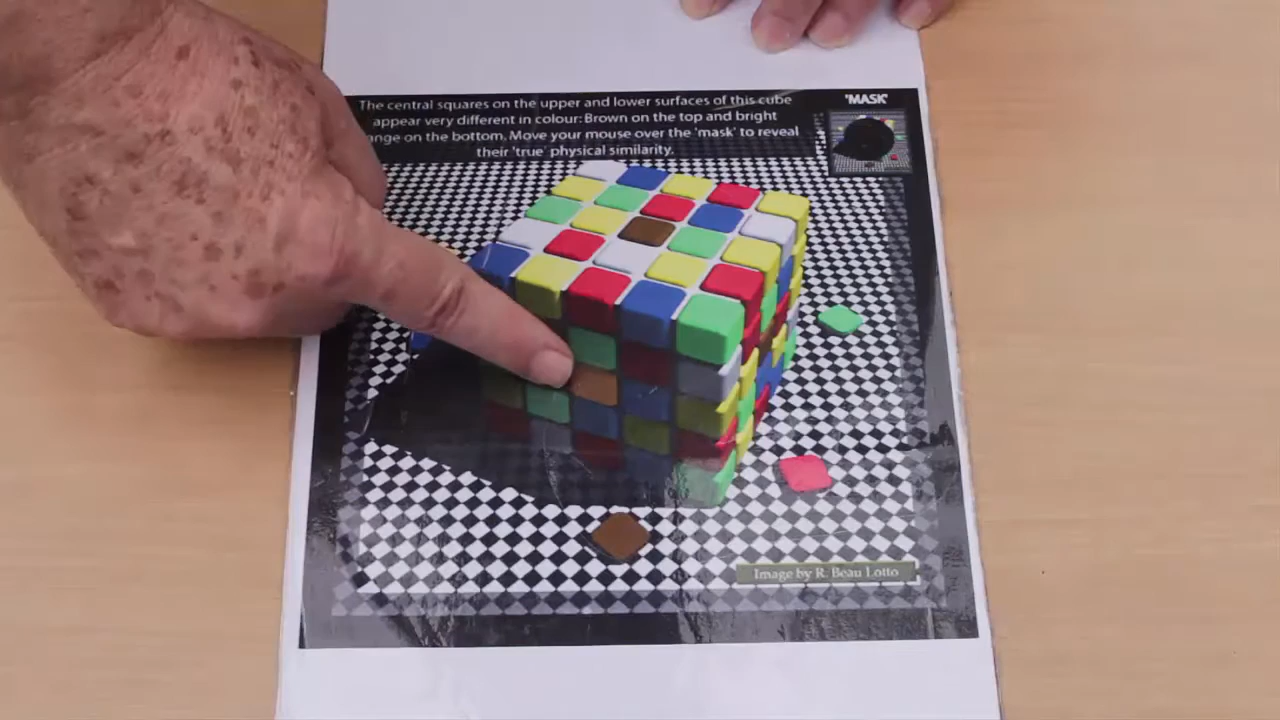 The central squares on the upper and lower surfaces of this cube
appear very different in colour: Brown on the top and bright
ange on the bottom. Move your mouse over the 'mask' to reveal
their 'true' physical similarity.
'MASK'
Image by R. Beau Lotto